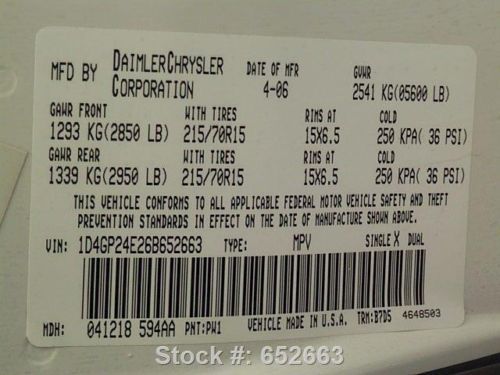 MFD BY DAIMLERCHRYSLER CORPORATION DATE OF MFR 4-06 GVWR 2541 KG(05600 LB)
GAWR FRONT WITH TIRES RIMS AT COLD
1293 KG(2850 LB) 215/70R15 15X6.5 250 KPA( 36 PSI)
GAWR REAR WITH TIRES RIMS AT COLD
1339 KG(2950 LB) 215/70R15 15X6.5 250 KPA( 36 PSI)
THIS VEHICLE CONFORMS TO ALL APPLICABLE FEDERAL MOTOR VEHICLE SAFETY AND THEFT
PREVENTION STANDARDS IN EFFECT ON THE DATE OF MANUFACTURE SHOWN ABOVE.
VIN: 1D4GP24E26B652663 TYPE: MPV SINGLE X DUAL
MDH: 041218 594AA PNT:PW1 VEHICLE MADE IN U.S.A. TRM:B7D5 4648503
Stock #: 652663